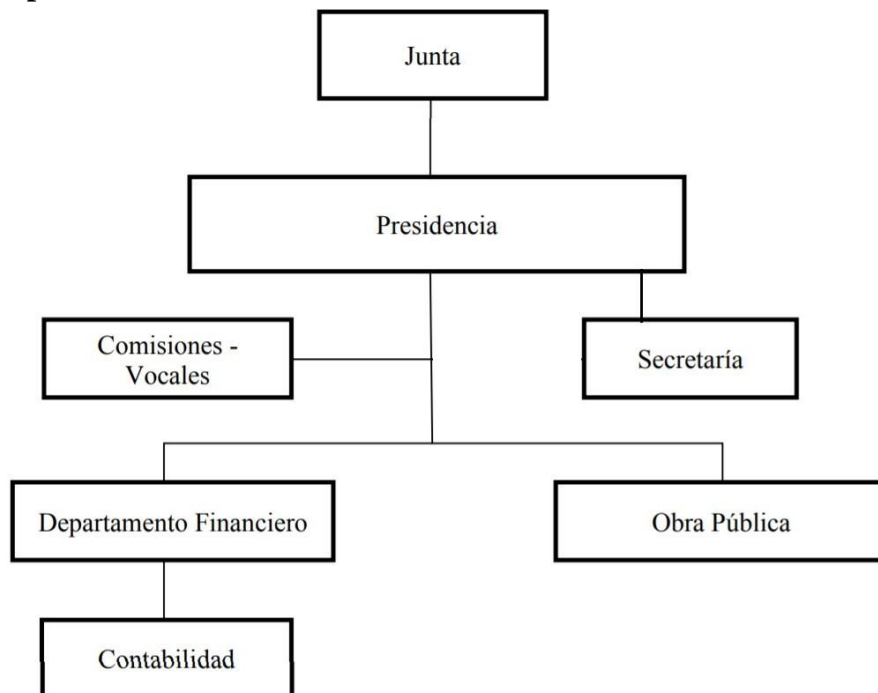 Junta
Presidencia
Comisiones -
Vocales
Secretaría
Departamento Financiero
Obra Pública
Contabilidad